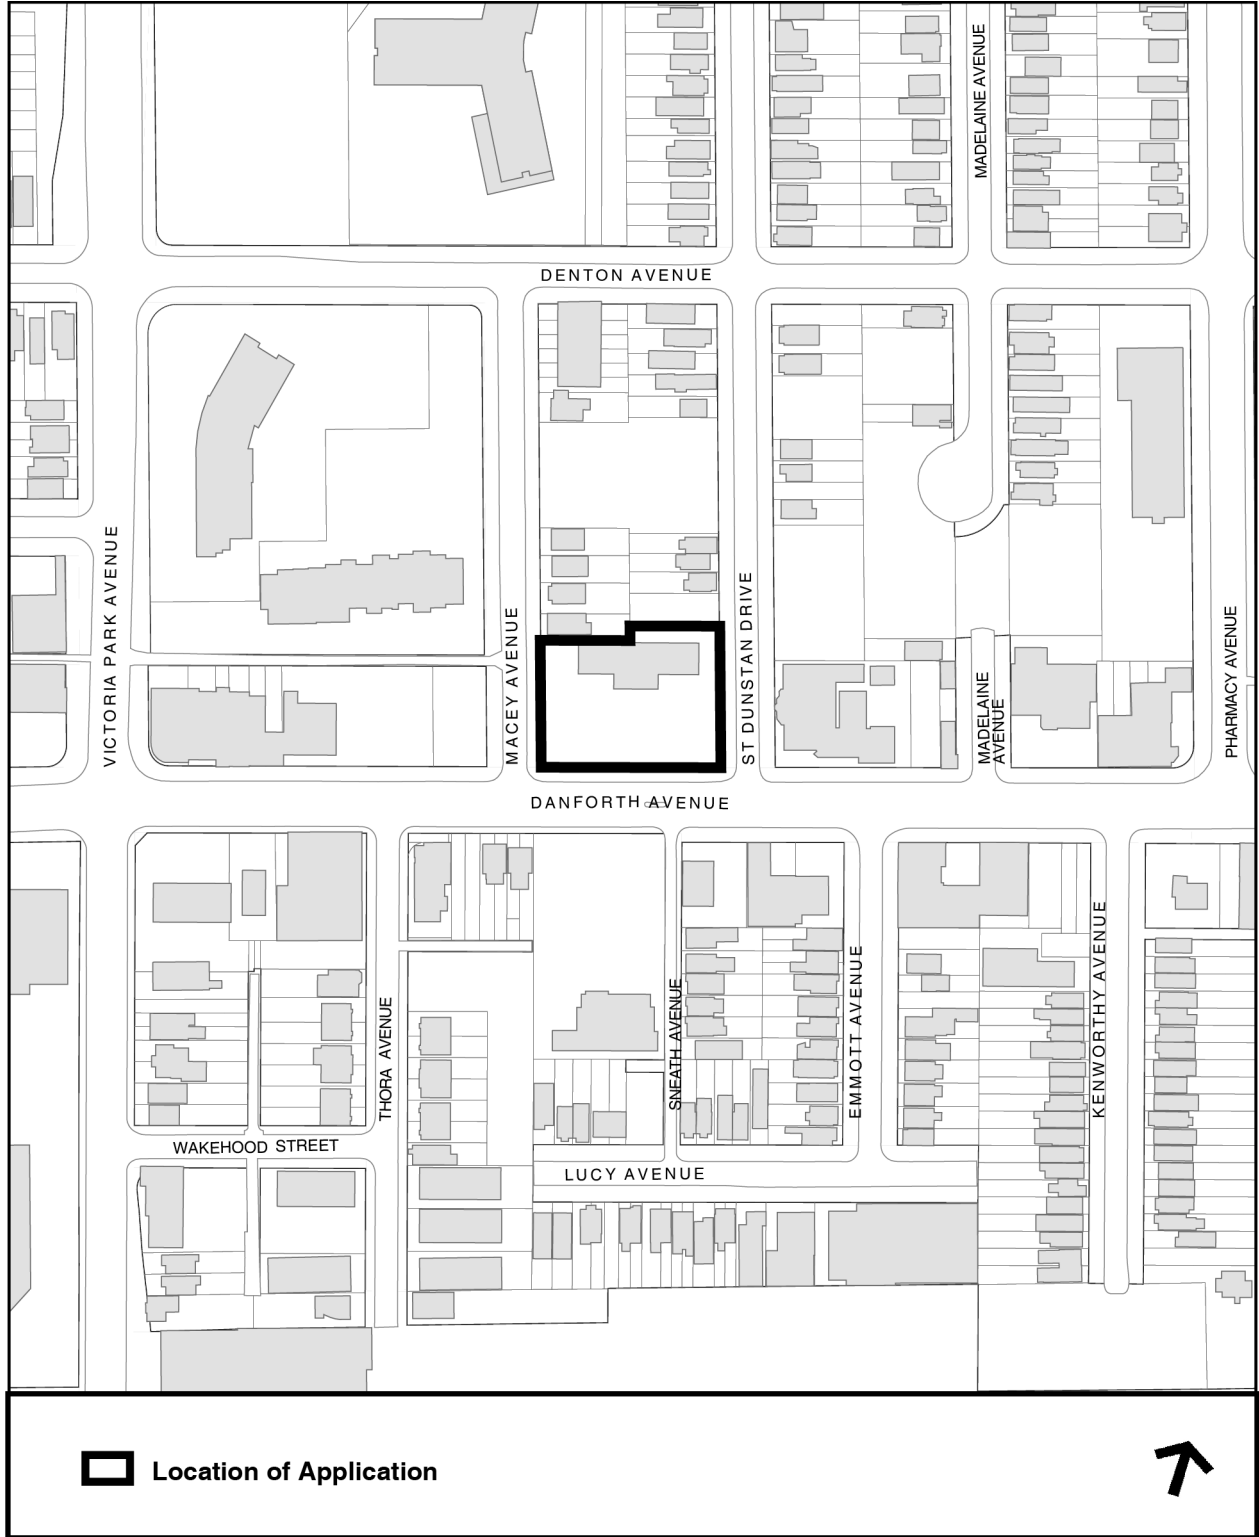 MADELAINE AVENUE
DENTON AVENUE
VICTORIA PARK AVENUE
MACEY AVENUE
ST DUNSTAN DRIVE
MADELAINE
AVENUE
PHARMACY AVENUE
DANFORTH AVENUE
THORA AVENUE
SNEATH AVENUE
EMMOTT AVENUE
KENWORTHY AVENUE
WAKEHOOD STREET
LUCY AVENUE
Location of Application